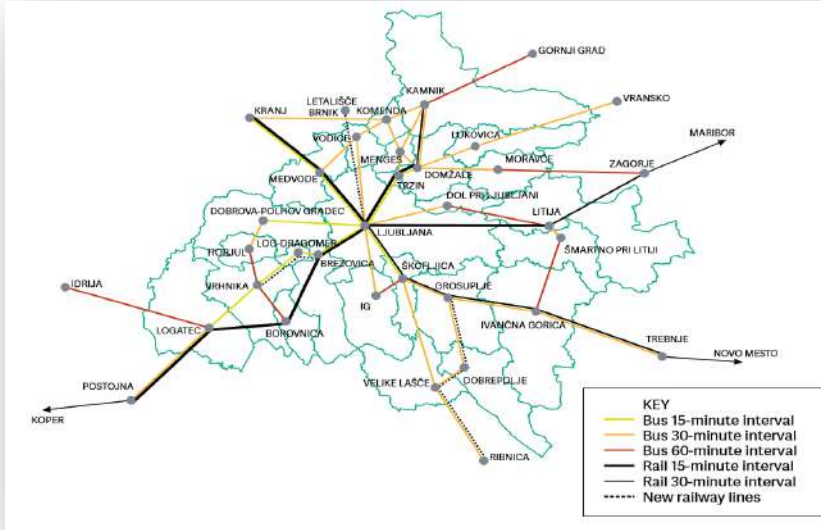 GORNJI GRAD
KAMNIK
LETALIŠČE
BRNIK
KRANJ
KOMENDA
VRANSKO
VODICE
LUKOVICA
MARIBOR
MENGEŠ
MORAVČE
ZAGORJE
MEDVODE
DOMŽALE
TRZIN
DOL PRI LJUBLJANI
DOBROVA-POLHOV GRADEC
LITIJA
LJUBLJANA
LOG-DRAGOMER
HORJUL
BREZOVICA
ŠMARTNO PRI LITIJI
ŠKOFLJICA
IDRIJA
VRHNIKA
GROSUPLJE
IG
LOGATEC
BOROVNICA
IVANČNA GORICA
TREBNJE
NOVO MESTO
POSTOJNA
VELIKE LAŠČE
DOBREPOLJE
KOPER
RIBNICA
KEY
Bus 15-minute interval
Bus 30-minute interval
Bus 60-minute interval
Rail 15-minute interval
Rail 30-minute interval
New railway lines